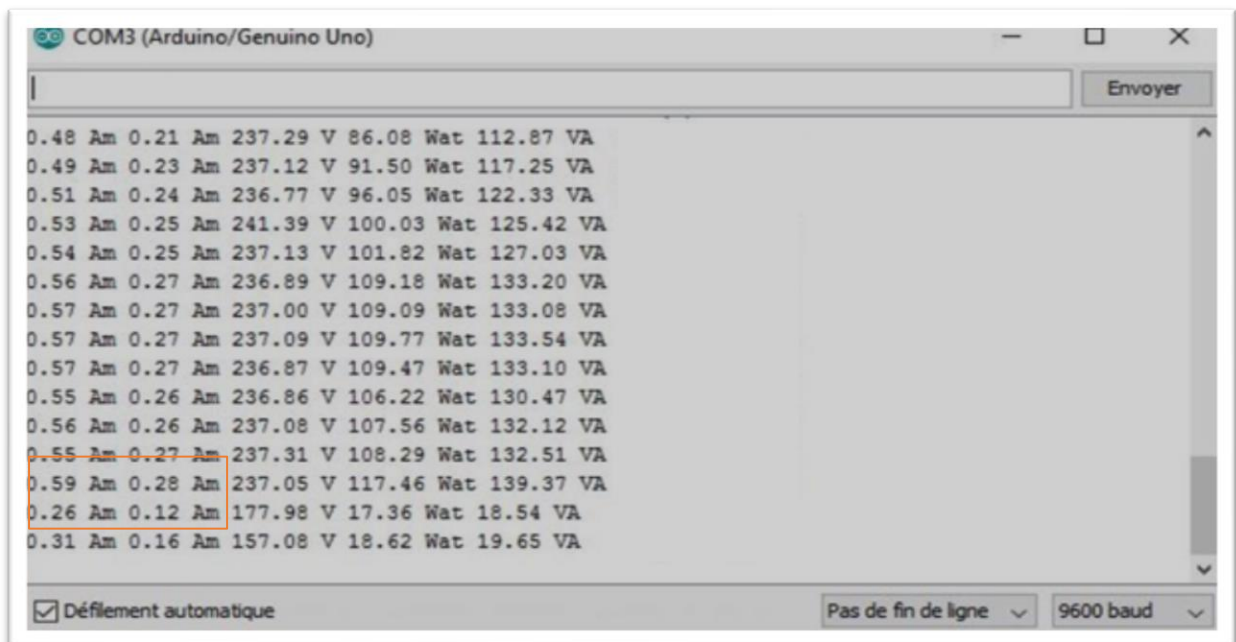 COM3 (Arduino/Genuino Uno)
Envoyer
0.48 Am 0.21 Am 237.29 V 86.08 Wat 112.87 VA
0.49 Am 0.23 Am 237.12 V 91.50 Wat 117.25 VA
0.51 Am 0.24 Am 236.77 V 96.05 Wat 122.33 VA
0.53 Am 0.25 Am 241.39 V 100.03 Wat 125.42 VA
0.54 Am 0.25 Am 237.13 V 101.82 Wat 127.03 VA
0.56 Am 0.27 Am 236.89 V 109.18 Wat 133.20 VA
0.57 Am 0.27 Am 237.00 V 109.09 Wat 133.08 VA
0.57 Am 0.27 Am 237.09 V 109.77 Wat 133.54 VA
0.57 Am 0.27 Am 236.87 V 109.47 Wat 133.10 VA
0.55 Am 0.26 Am 236.86 V 106.22 Wat 130.47 VA
0.56 Am 0.26 Am 237.08 V 107.56 Wat 132.12 VA
0.55 Am 0.27 Am 237.31 V 108.29 Wat 132.51 VA
0.59 Am 0.28 Am 237.05 V 117.46 Wat 139.37 VA
0.26 Am 0.12 Am 177.98 V 17.36 Wat 18.54 VA
0.31 Am 0.16 Am 157.08 V 18.62 Wat 19.65 VA
Défilement automatique
Pas de fin de ligne
9600 baud